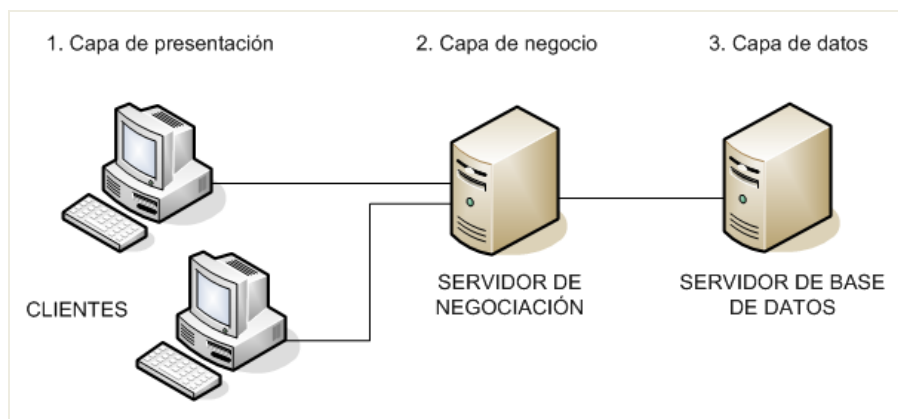 1. Capa de presentación
2. Capa de negocio
3. Capa de datos
CLIENTES
SERVIDOR DE
NEGOCIACIÓN
SERVIDOR DE BASE
DE DATOS